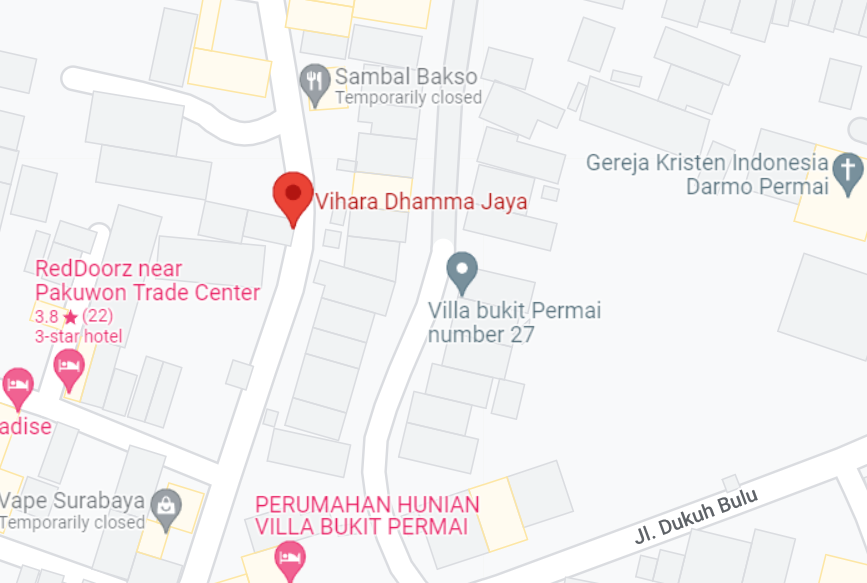 Sambal Bakso
Temporarily closed
Gereja Kristen Indonesia
Darmo Permai
Vihara Dhamma Jaya
RedDoorz near
Pakuwon Trade Center
3.8 ★ (22)
3-star hotel
Villa bukit Permai
number 27
adise
Vape Surabaya
Temporarily closed
PERUMAHAN HUNIAN
VILLA BUKIT PERMAI
Jl. Dukuh Bulu